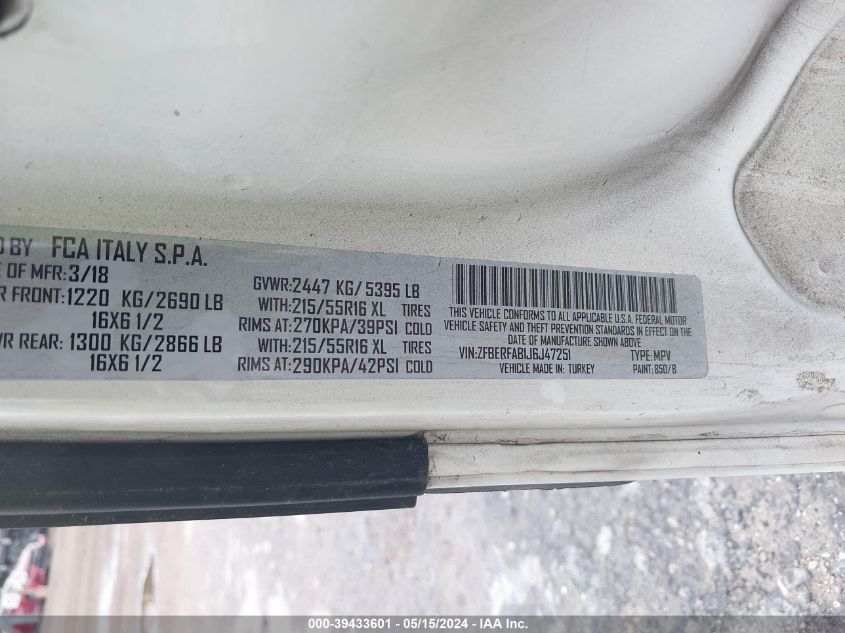 D BY FCA ITALY S.P.A.
E OF MFR:3/18
R FRONT:1220 KG/2690 LB
16X6 1/2
WR REAR: 1300 KG/2866 LB
16X6 1/2
GVWR:2447 KG/5395 LB
WITH:215/55R16 XL TIRES
RIMS AT:270KPA/39PSI COLD
WITH:215/55R16 XL TIRES
RIMS AT:290KPA/42PSI COLD
THIS VEHICLE CONFORMS TO ALL APPLICABLE U.S.A. FEDERAL MOTOR
VEHICLE SAFETY AND THEFT PREVENTION STANDARDS IN EFFECT ON THE
DATE OF MANUFACTURE SHOWN ABOVE
VIN:ZFBERFAB1J6J47251 TYPE: MPV
VEHICLE MADE IN: TURKEY PAINT: 850/B
000-39433601 - 05/15/2024 - IAAI Inc.